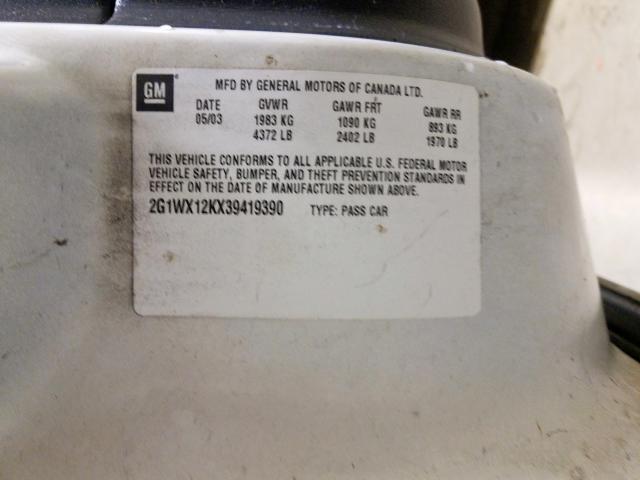 GM MFD BY GENERAL MOTORS OF CANADA LTD.
DATE GVWR GAWR FRT GAWR RR
05/03 1983 KG 1090 KG 893 KG
4372 LB 2402 LB 1970 LB
THIS VEHICLE CONFORMS TO ALL APPLICABLE U.S. FEDERAL MOTOR
VEHICLE SAFETY, BUMPER, AND THEFT PREVENTION STANDARDS IN
EFFECT ON THE DATE OF MANUFACTURE SHOWN ABOVE.
2G1WX12KX39419390 TYPE: PASS CAR